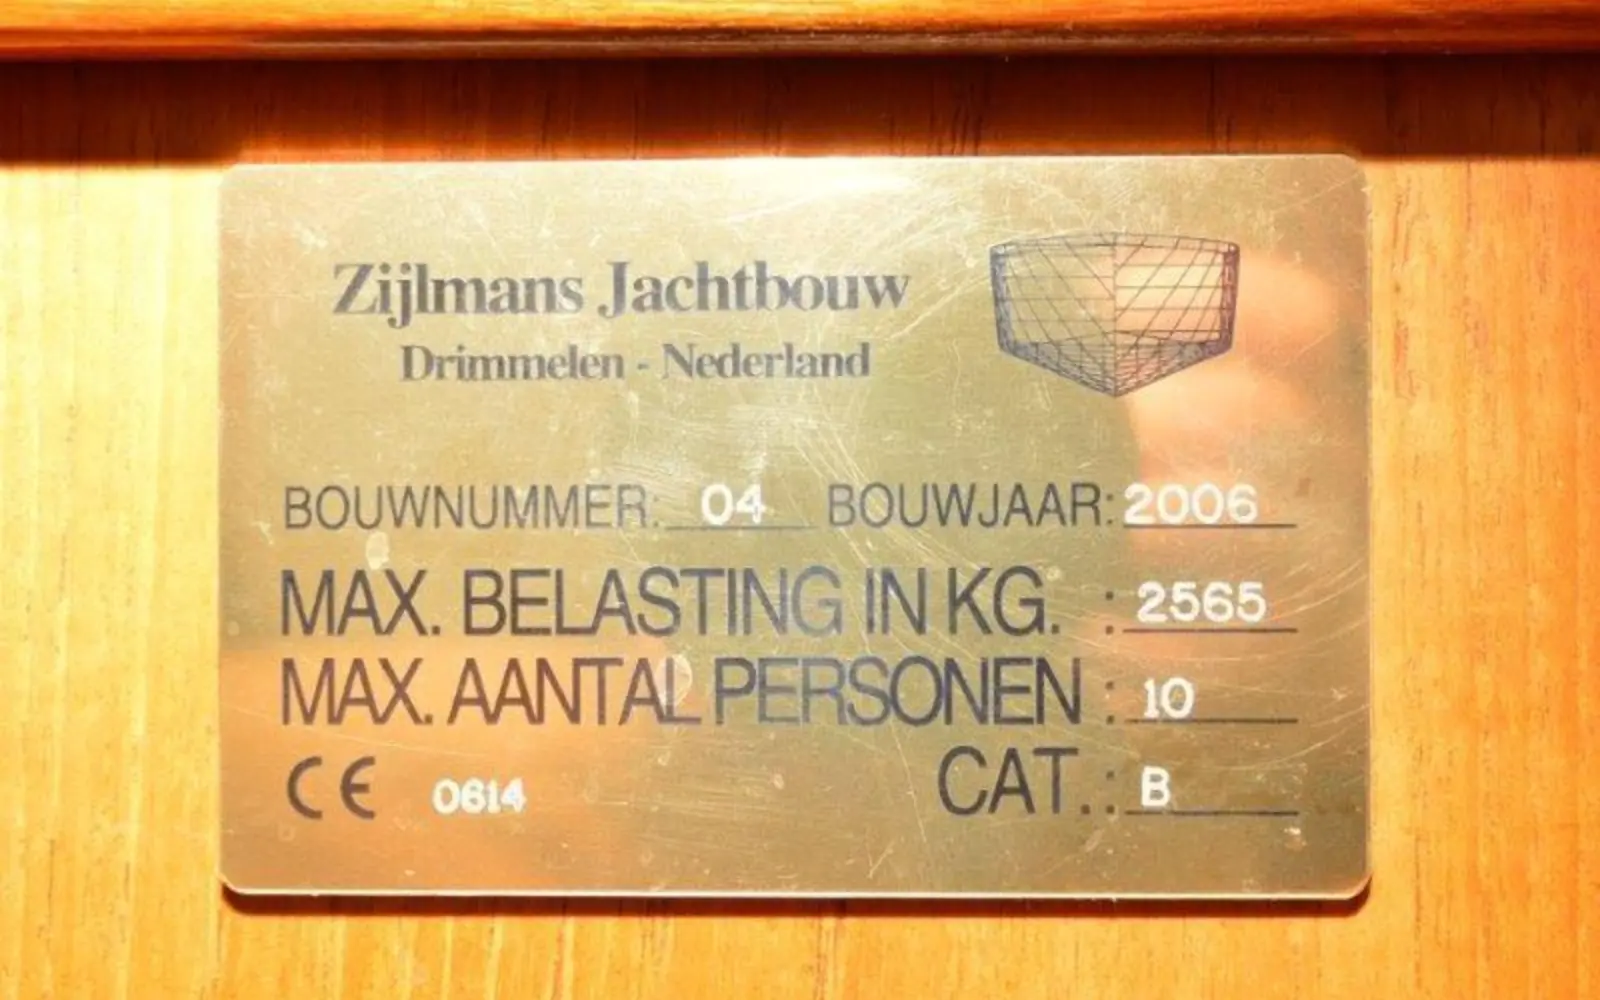 Zijlmans Jachtbouw
Drimmelen - Nederland
BOUWNUMMER: 04 BOUWJAAR: 2006
MAX. BELASTING IN KG. : 2565
MAX. AANTAL PERSONEN : 10
CE 0614 CAT.: B